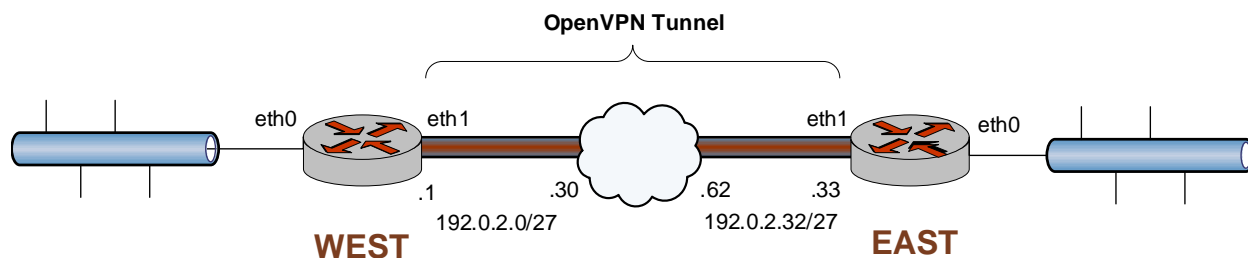 OpenVPN Tunnel
eth0
eth1
eth1
eth0
.1
.30
.62
.33
192.0.2.0/27
192.0.2.32/27
WEST
EAST